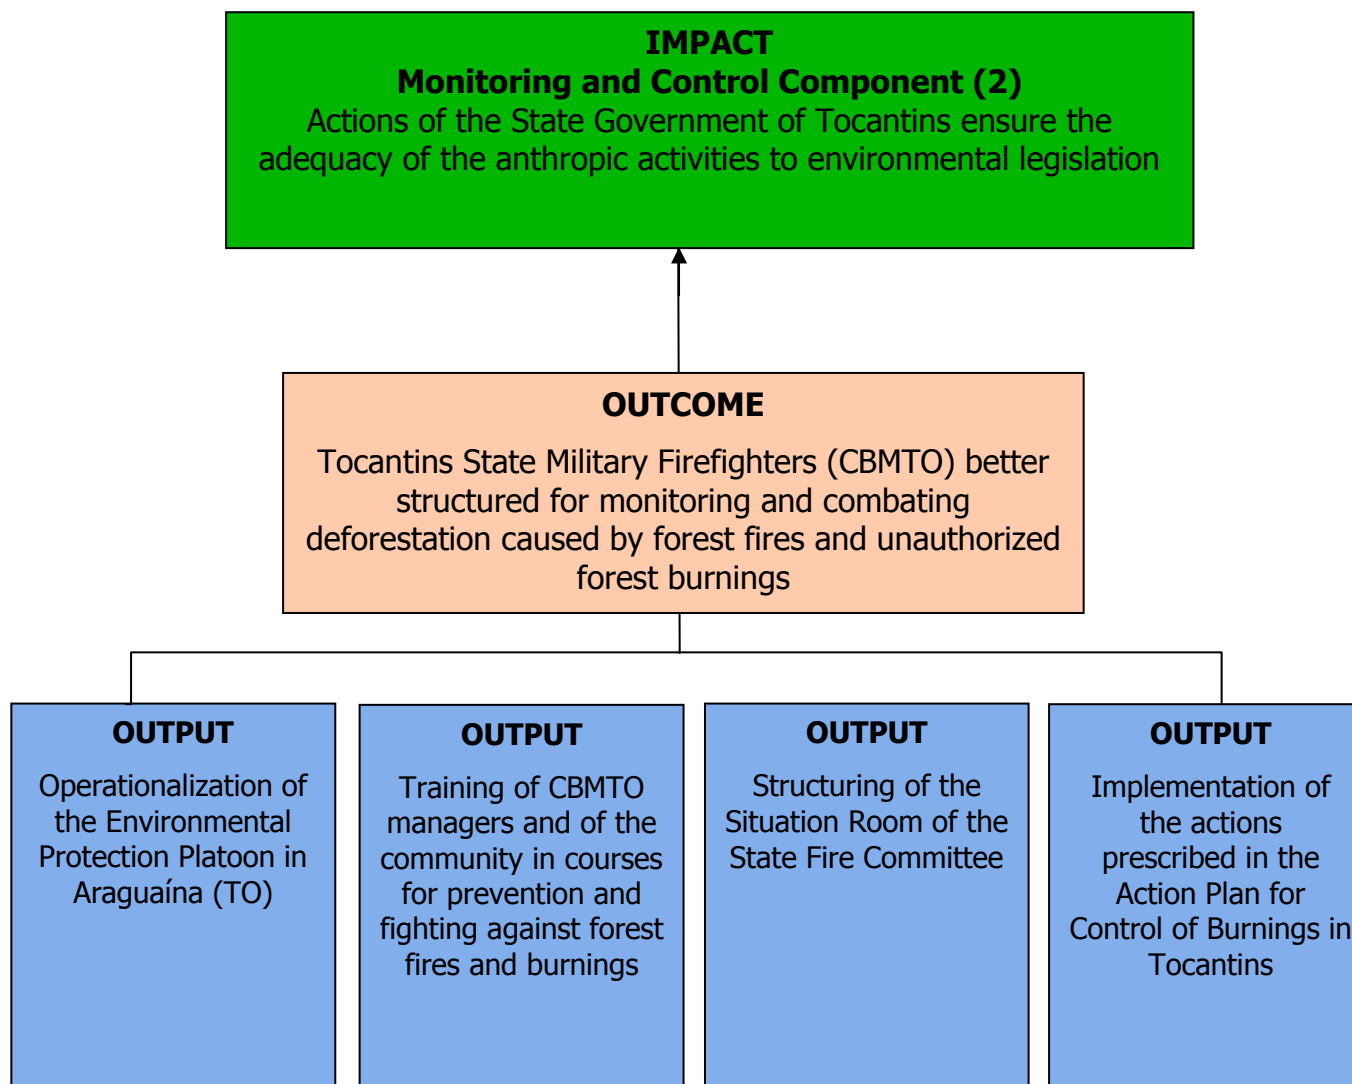 IMPACT
Monitoring and Control Component (2)
Actions of the State Government of Tocantins ensure the
adequacy of the anthropic activities to environmental legislation
OUTCOME
Tocantins State Military Firefighters (CBMTO) better
structured for monitoring and combating
deforestation caused by forest fires and unauthorized
forest burnings
OUTPUT
Operationalization of
the Environmental
Protection Platoon in
Araguaína (TO)
OUTPUT
Training of CBMTO
managers and of the
community in courses
for prevention and
fighting against forest
fires and burnings
OUTPUT
Structuring of the
Situation Room of the
State Fire Committee
OUTPUT
Implementation of
the actions
prescribed in the
Action Plan for
Control of Burnings in
Tocantins